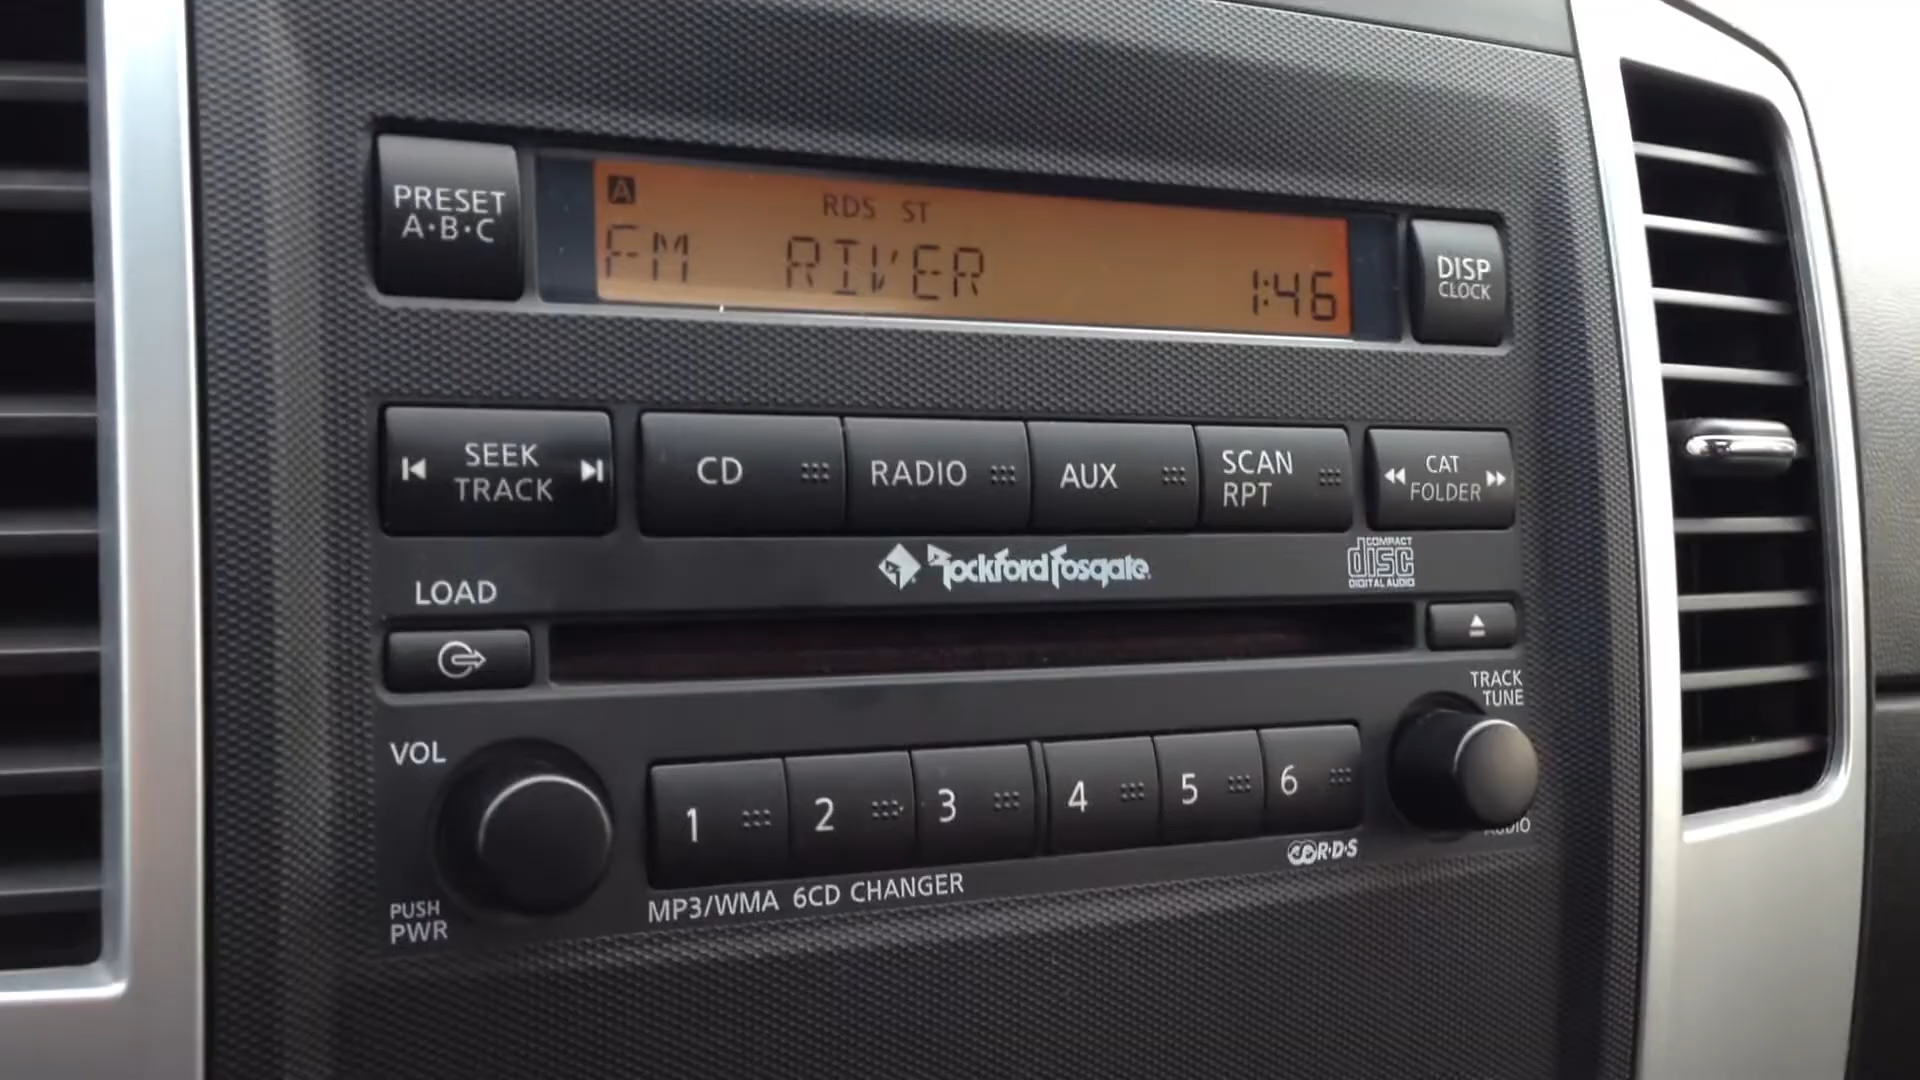 PRESET
A·B·C
A
RDS ST
FM RIVER 1:46
DISP
CLOCK
SEEK
TRACK
CD
RADIO
AUX
SCAN
RPT
CAT
FOLDER
Rockford Fosgate
COMPACT
disc
DIGITAL AUDIO
LOAD
TRACK
TUNE
VOL
1
2
3
4
5
6
AUDIO
R·D·S
PUSH
PWR
MP3/WMA 6CD CHANGER